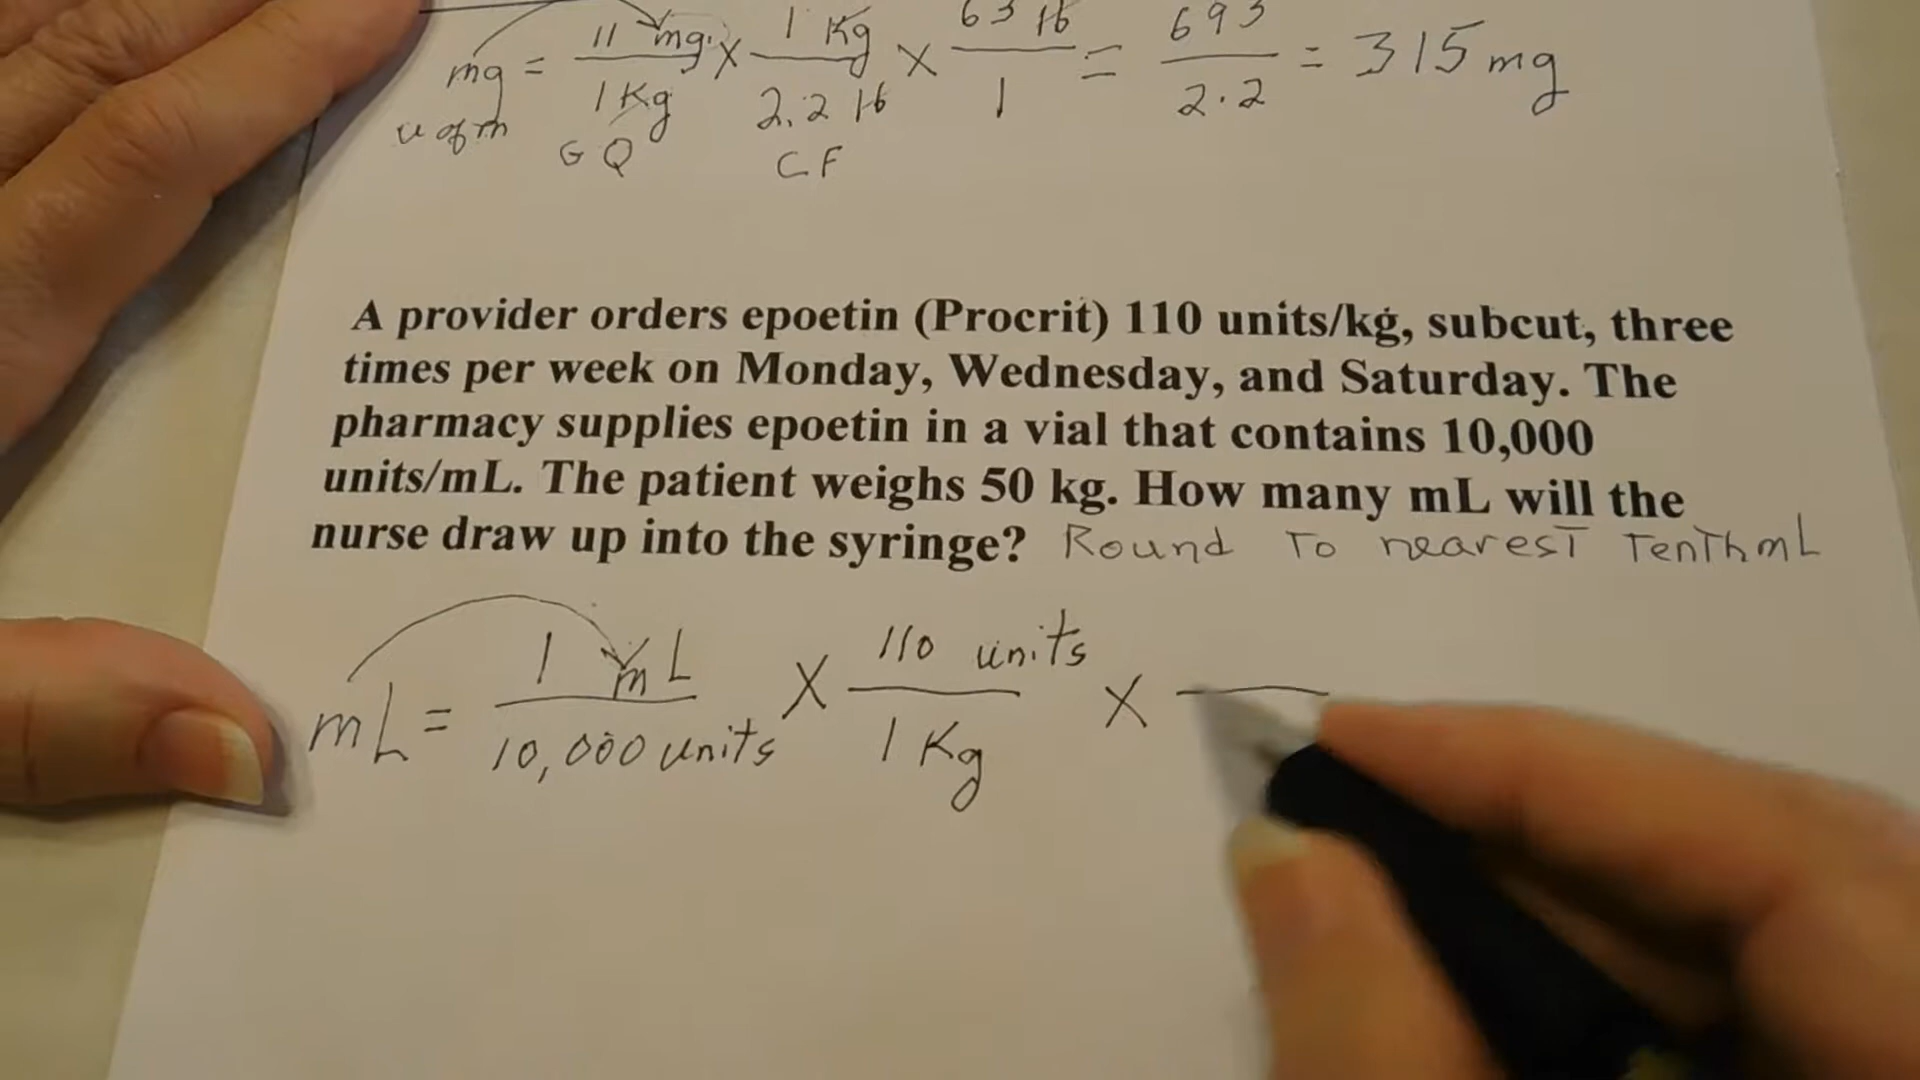 mg = 11 mg / 1 Kg × 1 Kg / 2.2 lb × 63 lb / 1 = 693 / 2.2 = 315 mg
u of m GQ CF
A provider orders epoetin (Procrit) 110 units/kg, subcut, three
times per week on Monday, Wednesday, and Saturday. The
pharmacy supplies epoetin in a vial that contains 10,000
units/mL. The patient weighs 50 kg. How many mL will the
nurse draw up into the syringe? Round To nearest Tenth mL
mL = 1 mL / 10,000 units × 110 units / 1 Kg ×